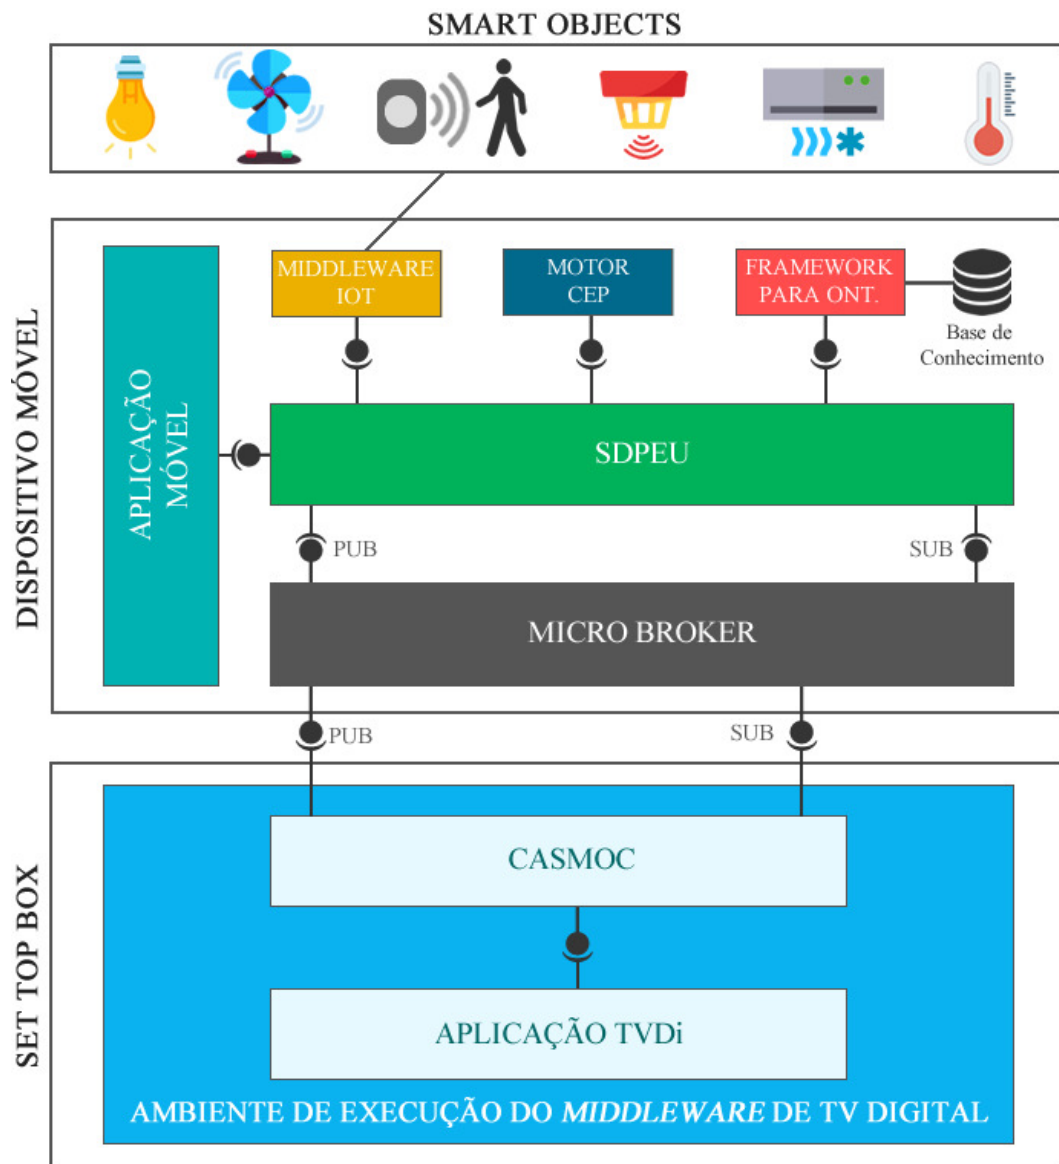 SMART OBJECTS
DISPOSITIVO MÓVEL
APLICAÇÃO
MÓVEL
MIDDLEWARE
IOT
MOTOR
CEP
FRAMEWORK
PARA ONT.
Base de
Conhecimento
SDPEU
PUB
SUB
MICRO BROKER
PUB
SUB
SET TOP BOX
CASMOC
APLICAÇÃO TVDi
AMBIENTE DE EXECUÇÃO DO MIDDLEWARE DE TV DIGITAL